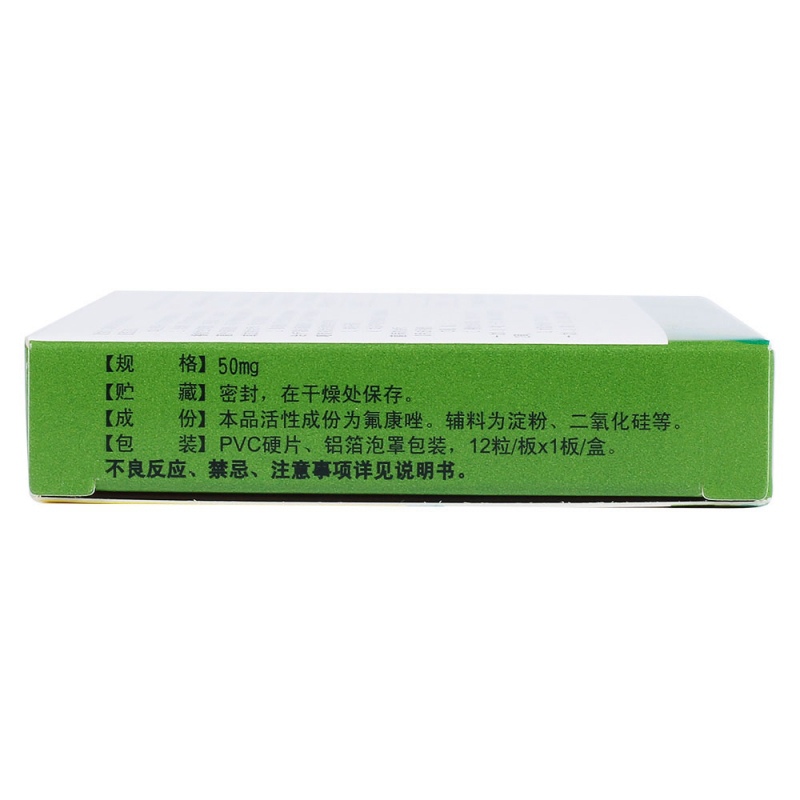 【规 格】50mg
【贮 藏】密封，在干燥处保存。
【成 份】本品活性成份为氟康唑。辅料为淀粉、二氧化硅等。
【包 装】PVC硬片、铝箔泡罩包装，12粒/板x1板/盒。
不良反应、禁忌、注意事项详见说明书。